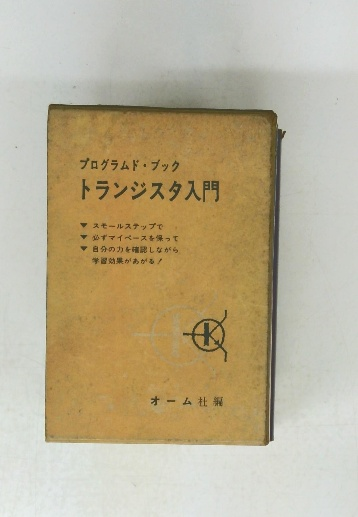 プログラムド・ブック
トランジスタ入門
▼ スモールステップで
▼ 必ずマイペースを保って
▼ 自分の力を確認しながら
学習効果があがる！
オーム社編